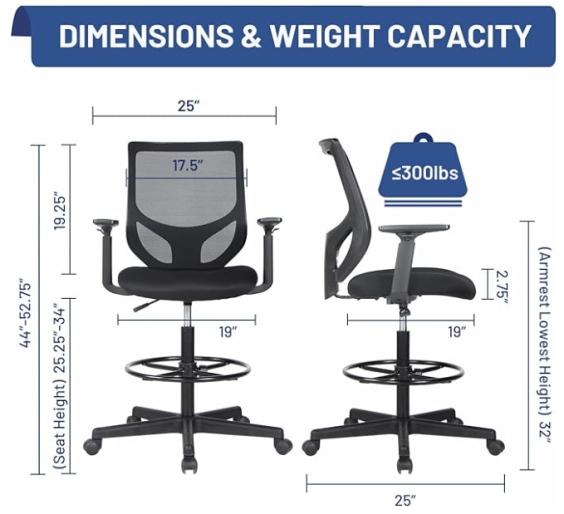 DIMENSIONS & WEIGHT CAPACITY
25"
17.5"
≤300lbs
19.25"
2.75"
44"–52.75"
(Seat Height) 25.25"–34"
(Armrest Lowest Height) 32"
19"
19"
25"